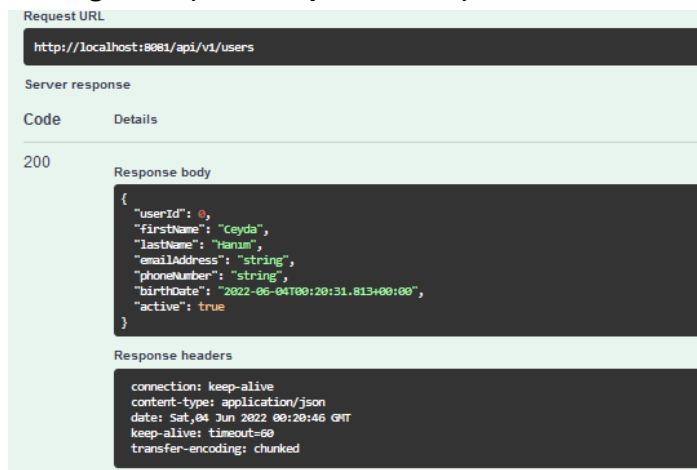 Request URL
http://localhost:8081/api/v1/users
Server response
Code Details
200
Response body
{
"userId": 0,
"firstName": "Ceyda",
"lastName": "Hanım",
"emailAddress": "string",
"phoneNumber": "string",
"birthDate": "2022-06-04T00:20:31.813+00:00",
"active": true
}
Response headers
connection: keep-alive
content-type: application/json
date: Sat,04 Jun 2022 00:20:46 GMT
keep-alive: timeout=60
transfer-encoding: chunked